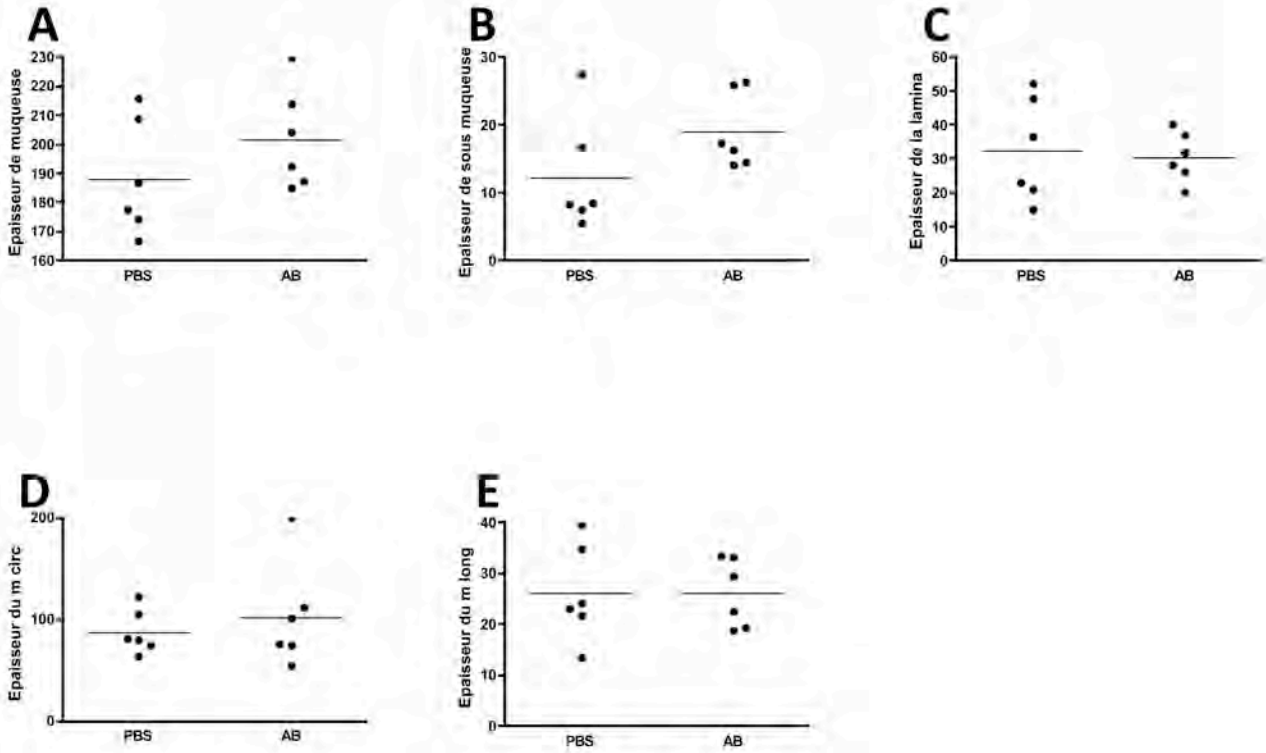 A
Epaisseur de muqueuse
230
220
210
200
190
180
170
160
PBS
AB
B
Epaisseur de sous muqueuse
30
20
10
0
PBS
AB
C
Epaisseur de la lamina
60
50
40
30
20
10
0
PBS
AB
D
Epaisseur du m circ
200
100
0
PBS
AB
E
Epaisseur du m long
40
30
20
10
0
PBS
AB